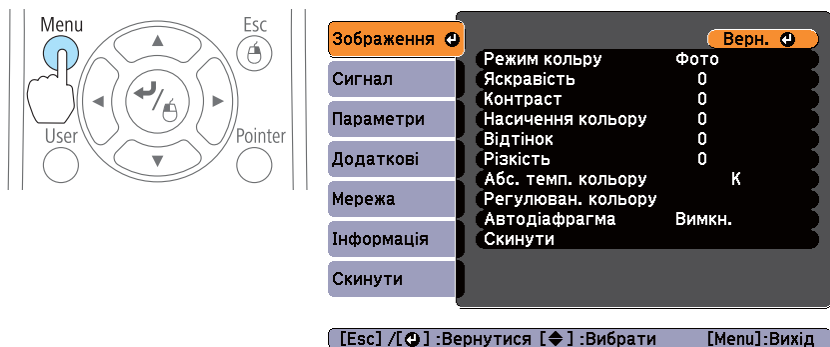 Menu
Esc
User
Pointer
Зображення
Сигнал
Параметри
Додаткові
Мережа
Інформація
Скинути
Верн.
Режим кольру Фото
Яскравість 0
Контраст 0
Насичення кольору 0
Відтінок 0
Різкість 0
Абс. темп. кольору K
Регулюван. кольору
Автодіафрагма Вимкн.
Скинути
[Esc] /[ ] :Вернутися [ ] :Вибрати [Menu]:Вихід